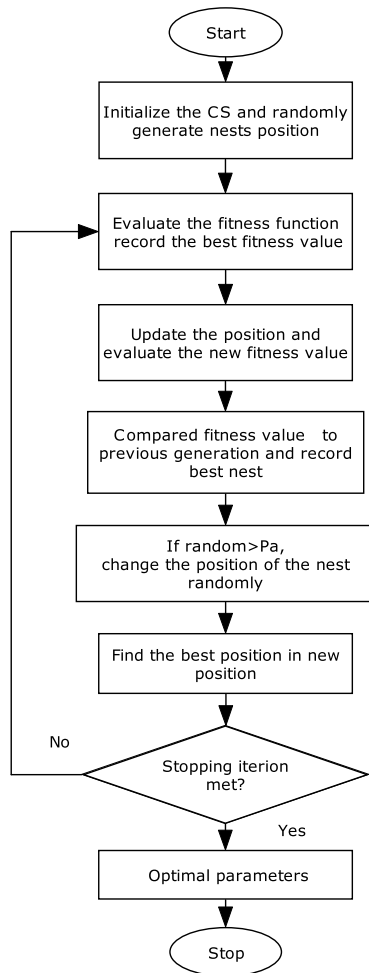 Start
Initialize the CS and randomly
generate nests position
Evaluate the fitness function
record the best fitness value
Update the position and
evaluate the new fitness value
Compared fitness value to
previous generation and record
best nest
If random>Pa,
change the position of the nest
randomly
Find the best position in new
position
No
Stopping iterion
met?
Yes
Optimal parameters
Stop